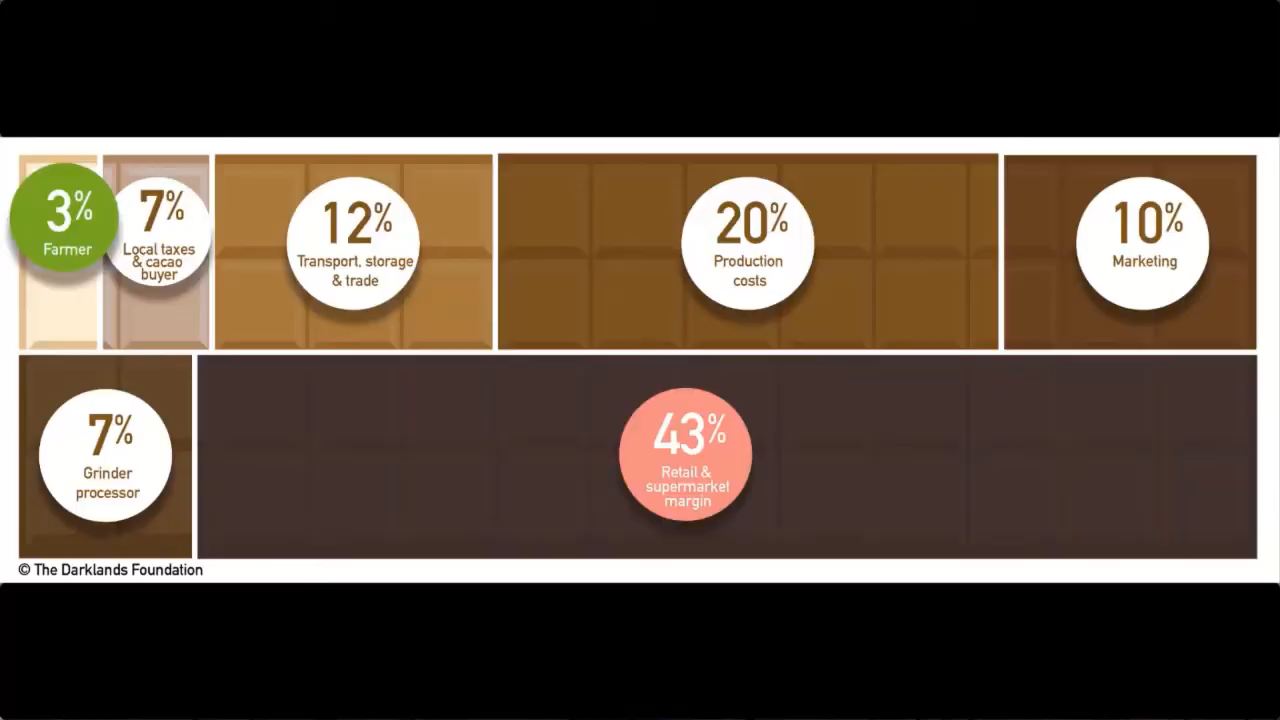 3%
Farmer
7%
Local taxes
& cacao
buyer
12%
Transport, storage
& trade
20%
Production
costs
10%
Marketing
7%
Grinder
processor
43%
Retail &
supermarket
margin
© The Darklands Foundation